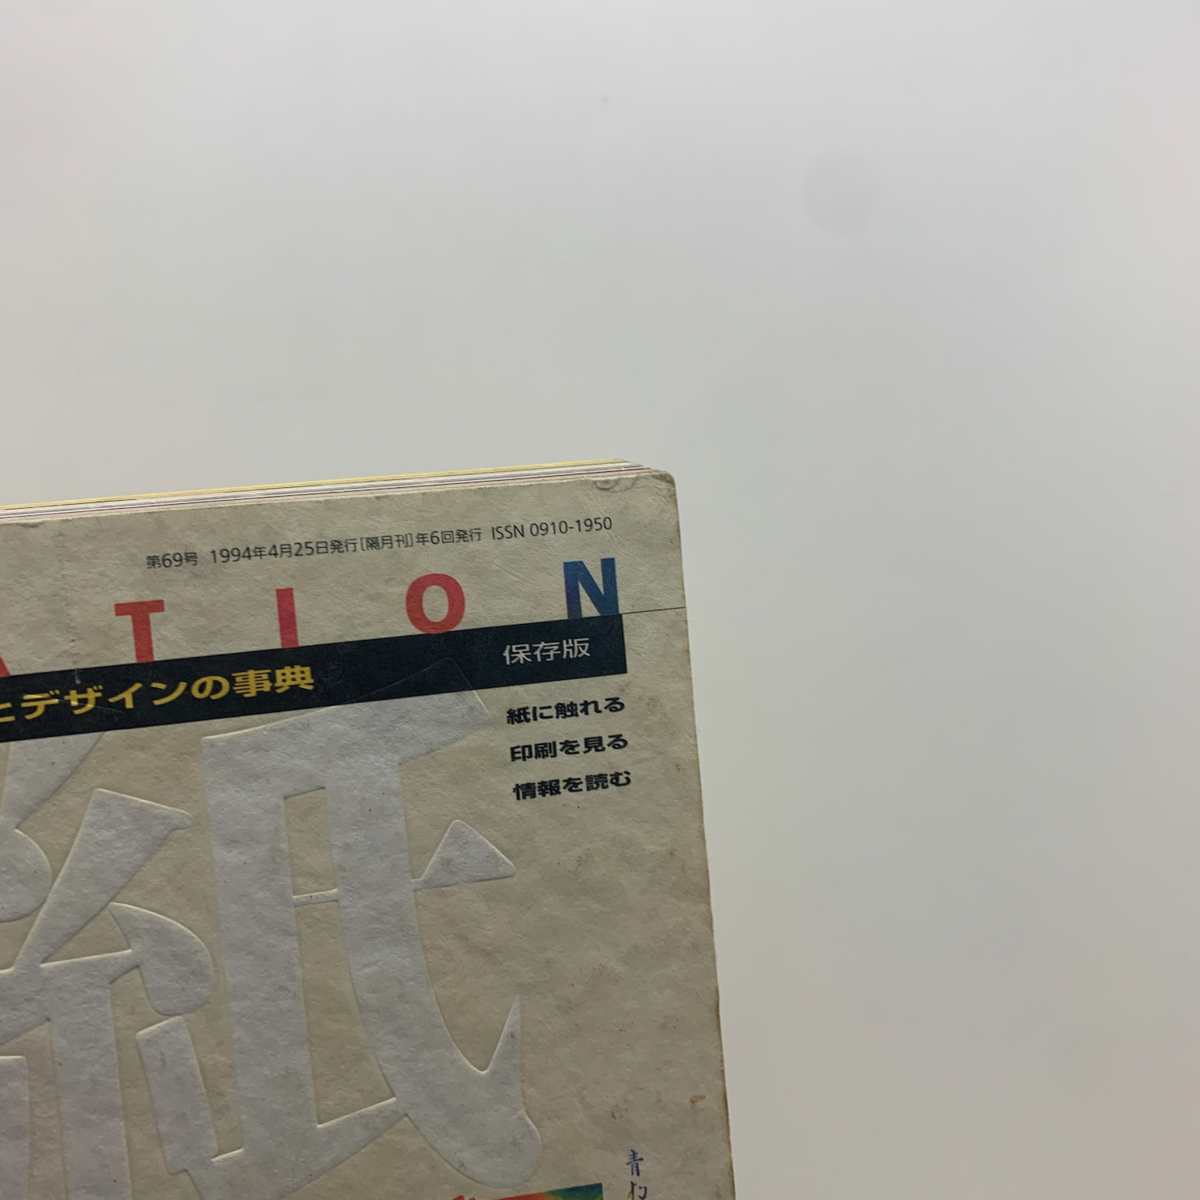 第69号 1994年4月25日発行[隔月刊]年6回発行 ISSN 0910-1950
ATION
とデザインの事典 保存版
紙に触れる
印刷を見る
情報を読む
紙
青